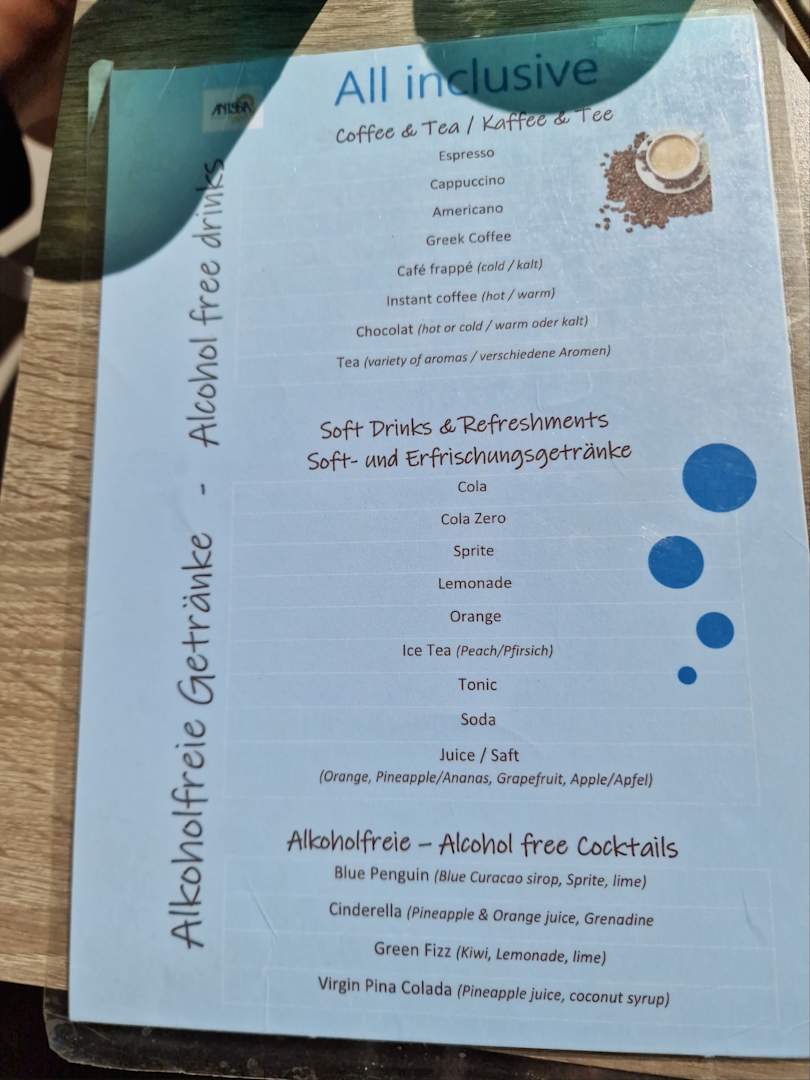 All inclusive
Coffee & Tea / Kaffee & Tee
Espresso
Cappuccino
Americano
Greek Coffee
Café frappé (cold / kalt)
Instant coffee (hot / warm)
Chocolat (hot or cold / warm oder kalt)
Tea (variety of aromas / verschiedene Aromen)
Soft Drinks & Refreshments
Soft- und Erfrischungsgetränke
Cola
Cola Zero
Sprite
Lemonade
Orange
Ice Tea (Peach/Pfirsich)
Tonic
Soda
Juice / Saft
(Orange, Pineapple/Ananas, Grapefruit, Apple/Apfel)
Alkoholfreie – Alcohol free Cocktails
Blue Penguin (Blue Curacao sirop, Sprite, lime)
Cinderella (Pineapple & Orange juice, Grenadine
Green Fizz (Kiwi, Lemonade, lime)
Virgin Pina Colada (Pineapple juice, coconut syrup)
Alkoholfreie Getränke - Alcohol free drinks